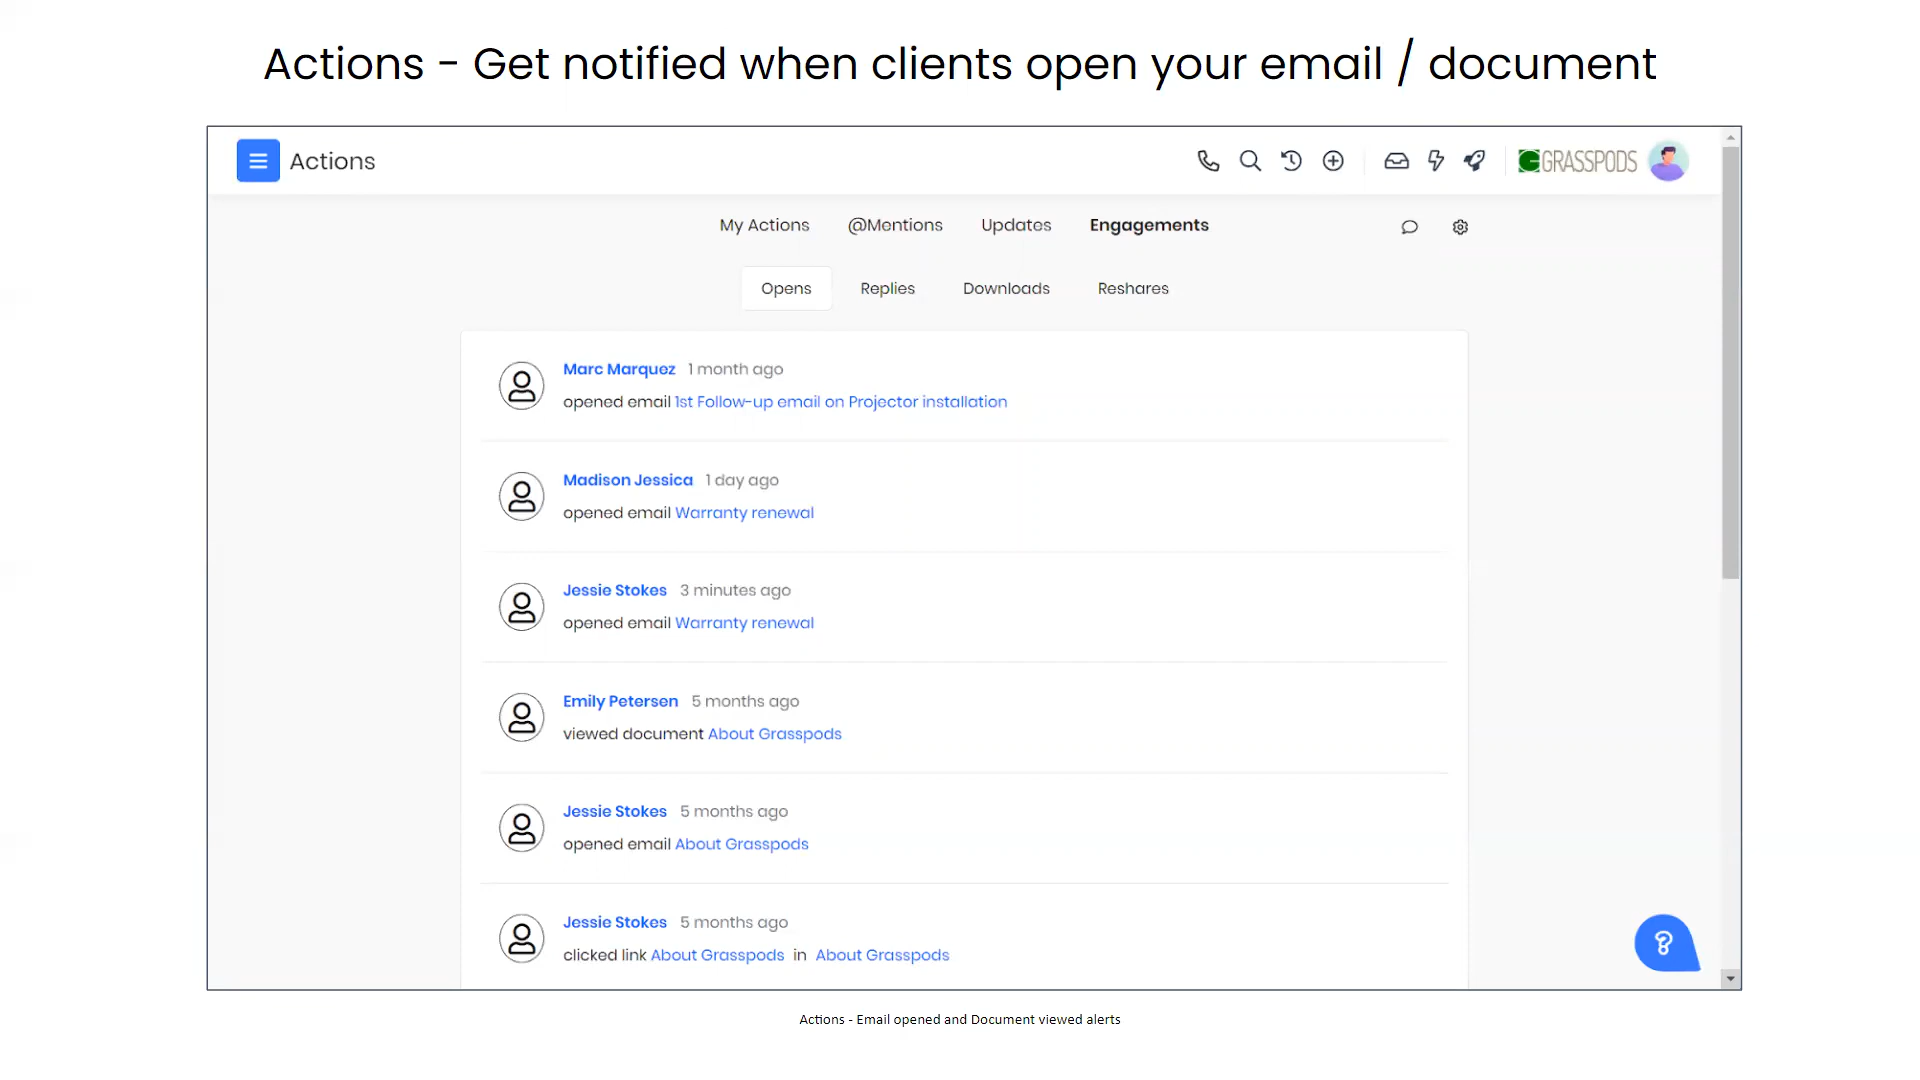 Actions - Get notified when clients open your email / document
Actions
GRASSPODS
My Actions @Mentions Updates Engagements
Opens Replies Downloads Reshares
Marc Marquez 1 month ago
opened email 1st Follow-up email on Projector installation
Madison Jessica 1 day ago
opened email Warranty renewal
Jessie Stokes 3 minutes ago
opened email Warranty renewal
Emily Petersen 5 months ago
viewed document About Grasspods
Jessie Stokes 5 months ago
opened email About Grasspods
Jessie Stokes 5 months ago
clicked link About Grasspods in About Grasspods
?
Actions - Email opened and Document viewed alerts